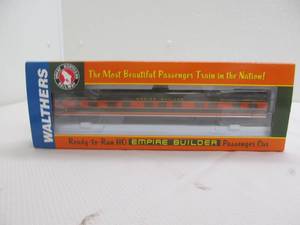 WALTHERS
The Most Beautiful Passenger Train in the Nation!
Ready-To-Run HO EMPIRE BUILDER Passenger Car